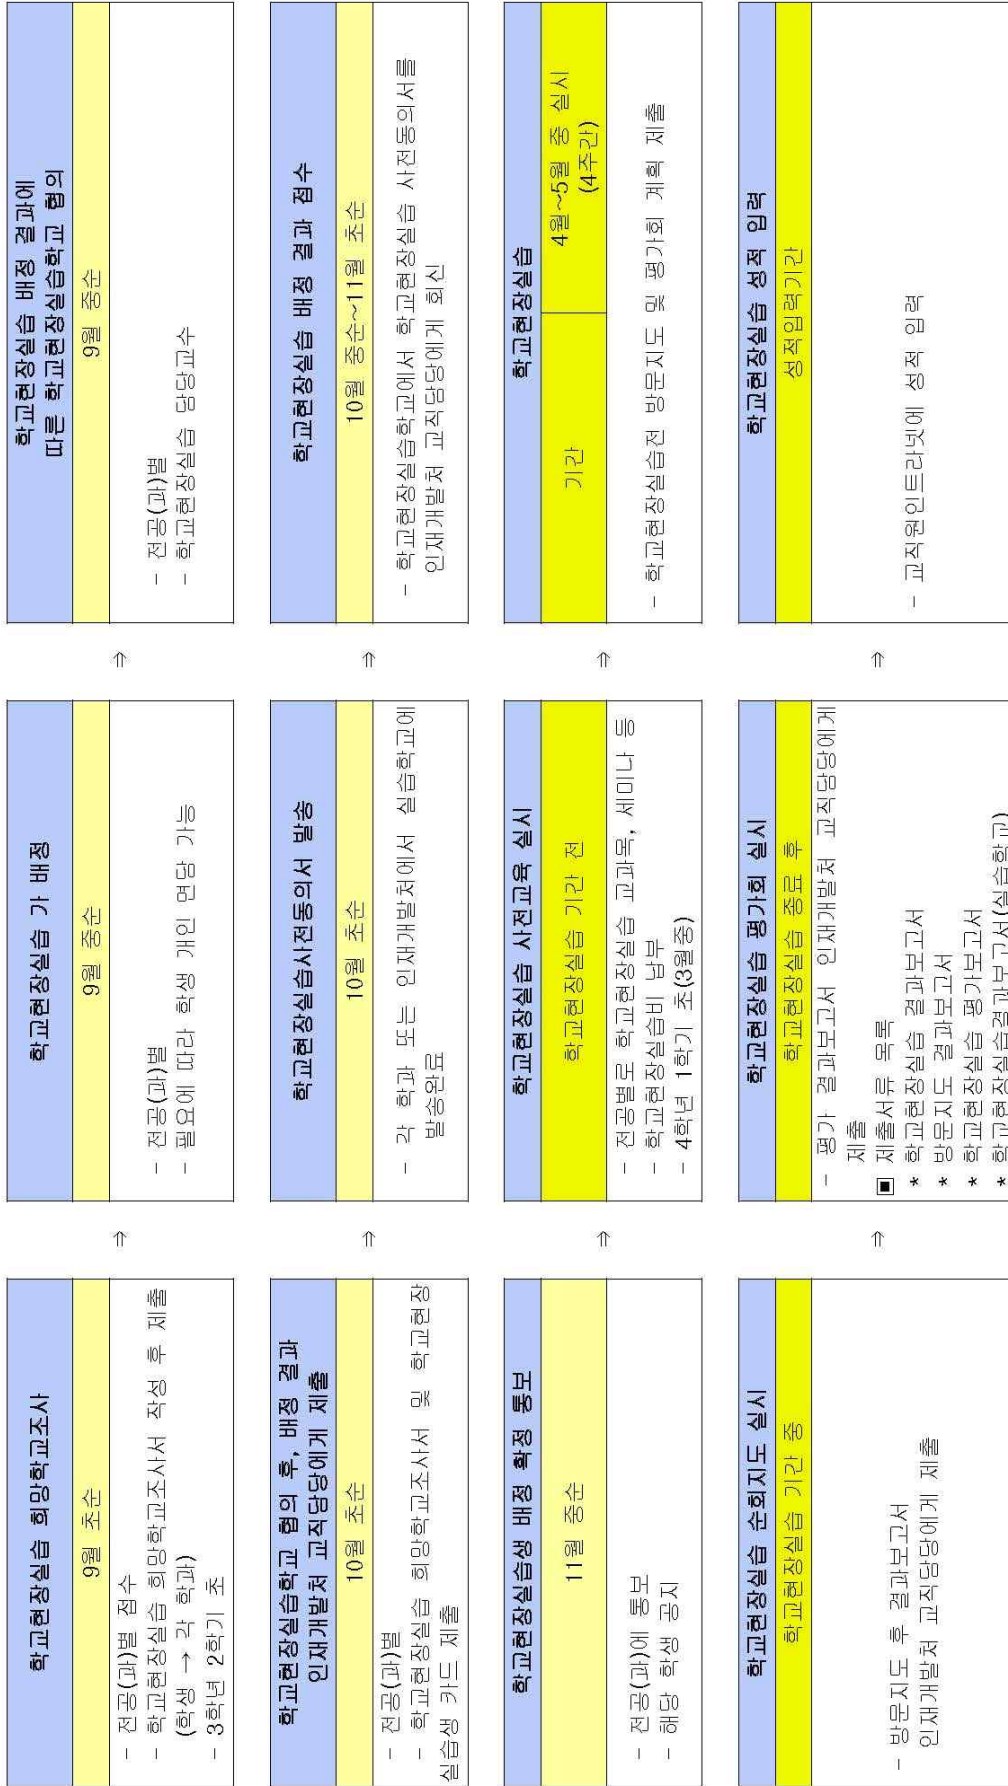 학교현장실습 희망학교조사
9월 초순
- 전공(과)별 접수
- 학교현장실습 희망학교조사서 작성 후 제출
(학생 → 각 학과)
- 3학년 2학기 초
⇒
학교현장실습 가 배정
9월 중순
- 전공(과)별
- 필요에 따라 학생 개인 면담 가능
⇒
학교현장실습 배정 결과에
따른 학교현장실습학교 협의
9월 중순
- 전공(과)별
- 학교현장실습 담당교수
학교현장실습학교 협의 후, 배정 결과
인재개발처 교직담당에게 제출
10월 초순
- 전공(과)별
- 학교현장실습 희망학교조사서 및 학교현장
실습생 카드 제출
⇒
학교현장실습사전동의서 발송
10월 초순
- 각 학과 또는 인재개발처에서 실습학교에
발송완료
⇒
학교현장실습 배정 결과 접수
10월 중순~11월 초순
- 학교현장실습학교에서 학교현장실습 사전동의서를
인재개발처 교직담당에게 회신
학교현장실습생 배정 확정 통보
11월 중순
- 전공(과)에 통보
- 해당 학생 공지
⇒
학교현장실습 사전교육 실시
학교현장실습 기간 전
- 전공별로 학교현장실습 교과목, 세미나 등
- 학교현장실습비 납부
- 4학년 1학기 초(3월중)
⇒
학교현장실습
기간
4월~5월 중 실시
(4주간)
- 학교현장실습전 방문지도 및 평가회 계획 제출
학교현장실습 순회지도 실시
학교현장실습 기간 중
- 방문지도 후 결과보고서
인재개발처 교직담당에게 제출
⇒
학교현장실습 평가회 실시
학교현장실습 종료 후
- 평가 결과보고서 인재개발처 교직담당에게
제출
▣ 제출서류 목록
* 학교현장실습 결과보고서
* 방문지도 결과보고서
* 학교현장실습 평가보고서
* 학교현장실습결과보고서(실습학교)
⇒
학교현장실습 성적 입력
성적입력기간
- 교직원인트라넷에 성적 입력